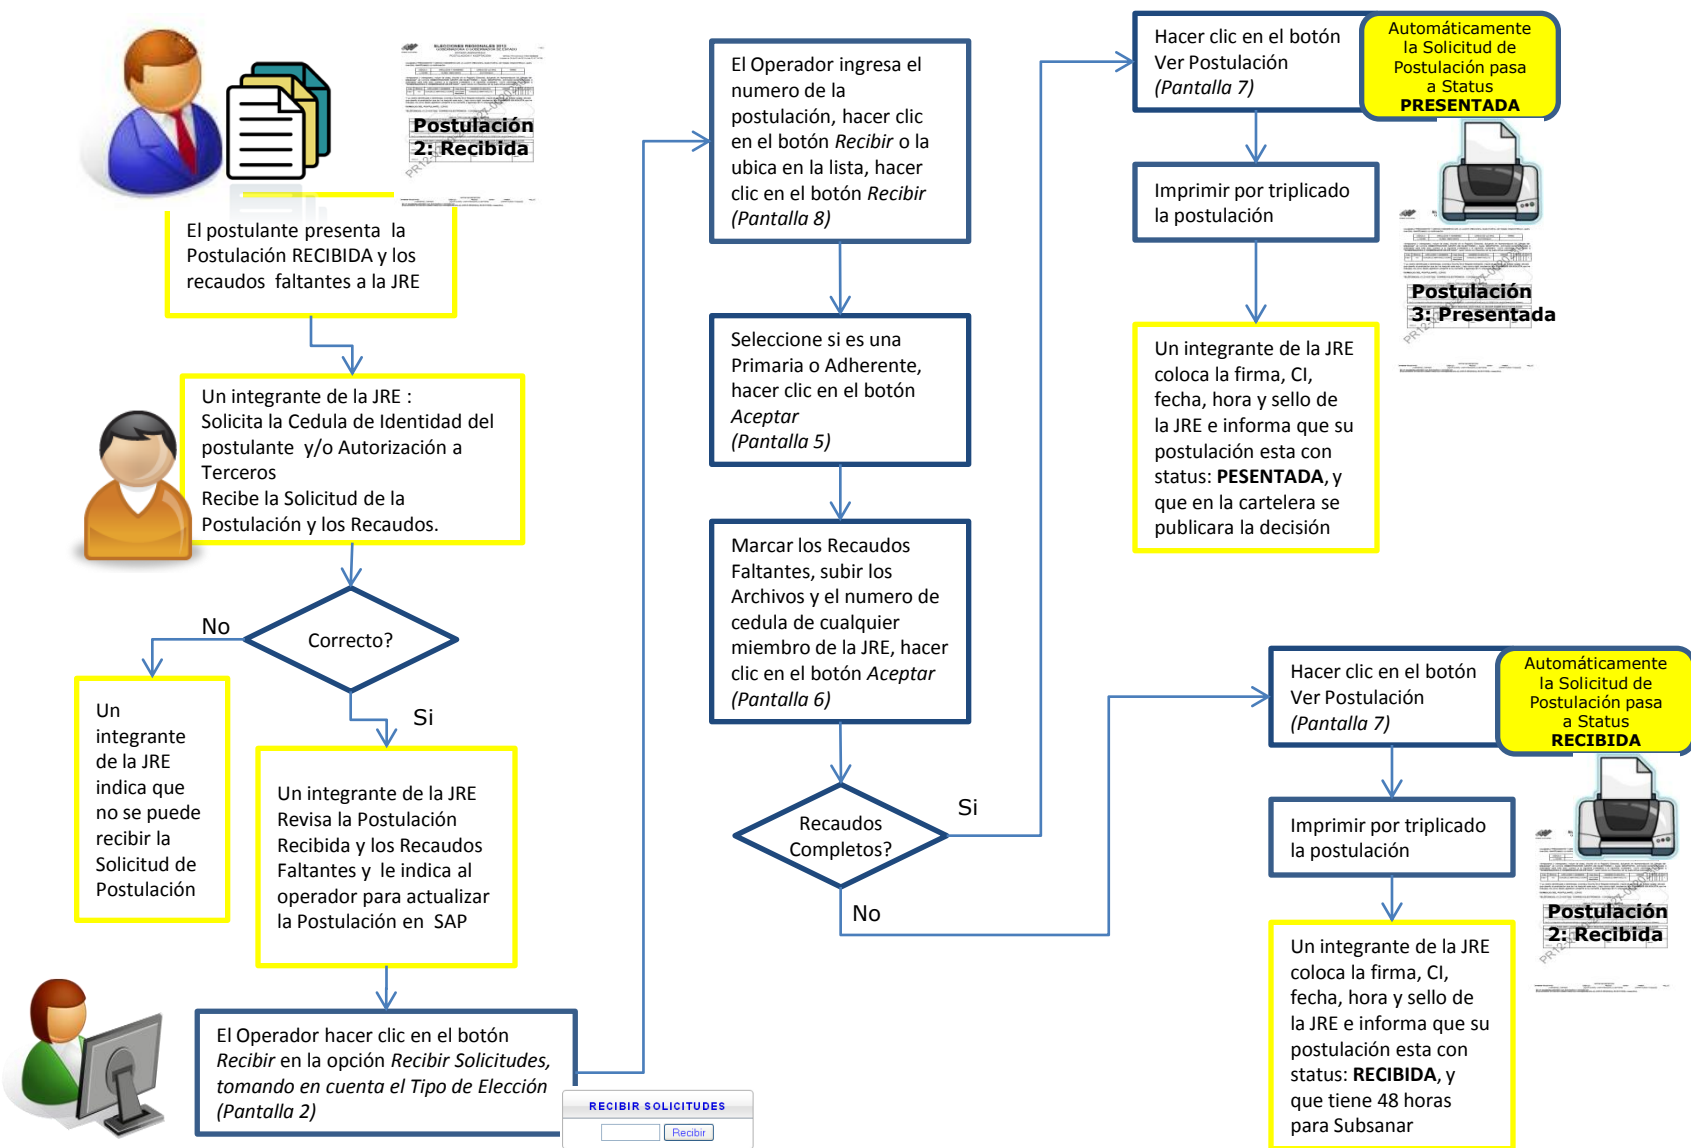 ELECCIONES REGIONALES 2012
Postulación
2: Recibida
El postulante presenta la
Postulación RECIBIDA y los
recaudos faltantes a la JRE
Un integrante de la JRE :
Solicita la Cedula de Identidad del
postulante y/o Autorización a
Terceros
Recibe la Solicitud de la
Postulación y los Recaudos.
Correcto?
No
Si
Un
integrante
de la JRE
indica que
no se puede
recibir la
Solicitud de
Postulación
Un integrante de la JRE
Revisa la Postulación
Recibida y los Recaudos
Faltantes y le indica al
operador para actualizar
la Postulación en SAP
El Operador hacer clic en el botón
Recibir en la opción Recibir Solicitudes,
tomando en cuenta el Tipo de Elección
(Pantalla 2)
RECIBIR SOLICITUDES
Recibir
El Operador ingresa el
numero de la
postulación, hacer clic
en el botón Recibir o la
ubica en la lista, hacer
clic en el botón Recibir
(Pantalla 8)
Seleccione si es una
Primaria o Adherente,
hacer clic en el botón
Aceptar
(Pantalla 5)
Marcar los Recaudos
Faltantes, subir los
Archivos y el numero de
cedula de cualquier
miembro de la JRE, hacer
clic en el botón Aceptar
(Pantalla 6)
Recaudos
Completos?
Si
No
Hacer clic en el botón
Ver Postulación
(Pantalla 7)
Automáticamente
la Solicitud de
Postulación pasa
a Status
PRESENTADA
Imprimir por triplicado
la postulación
Postulación
3: Presentada
Un integrante de la JRE
coloca la firma, CI,
fecha, hora y sello de
la JRE e informa que su
postulación esta con
status: PESENTADA, y
que en la cartelera se
publicara la decisión
Hacer clic en el botón
Ver Postulación
(Pantalla 7)
Automáticamente
la Solicitud de
Postulación pasa
a Status
RECIBIDA
Imprimir por triplicado
la postulación
Postulación
2: Recibida
Un integrante de la JRE
coloca la firma, CI,
fecha, hora y sello de
la JRE e informa que su
postulación esta con
status: RECIBIDA, y
que tiene 48 horas
para Subsanar